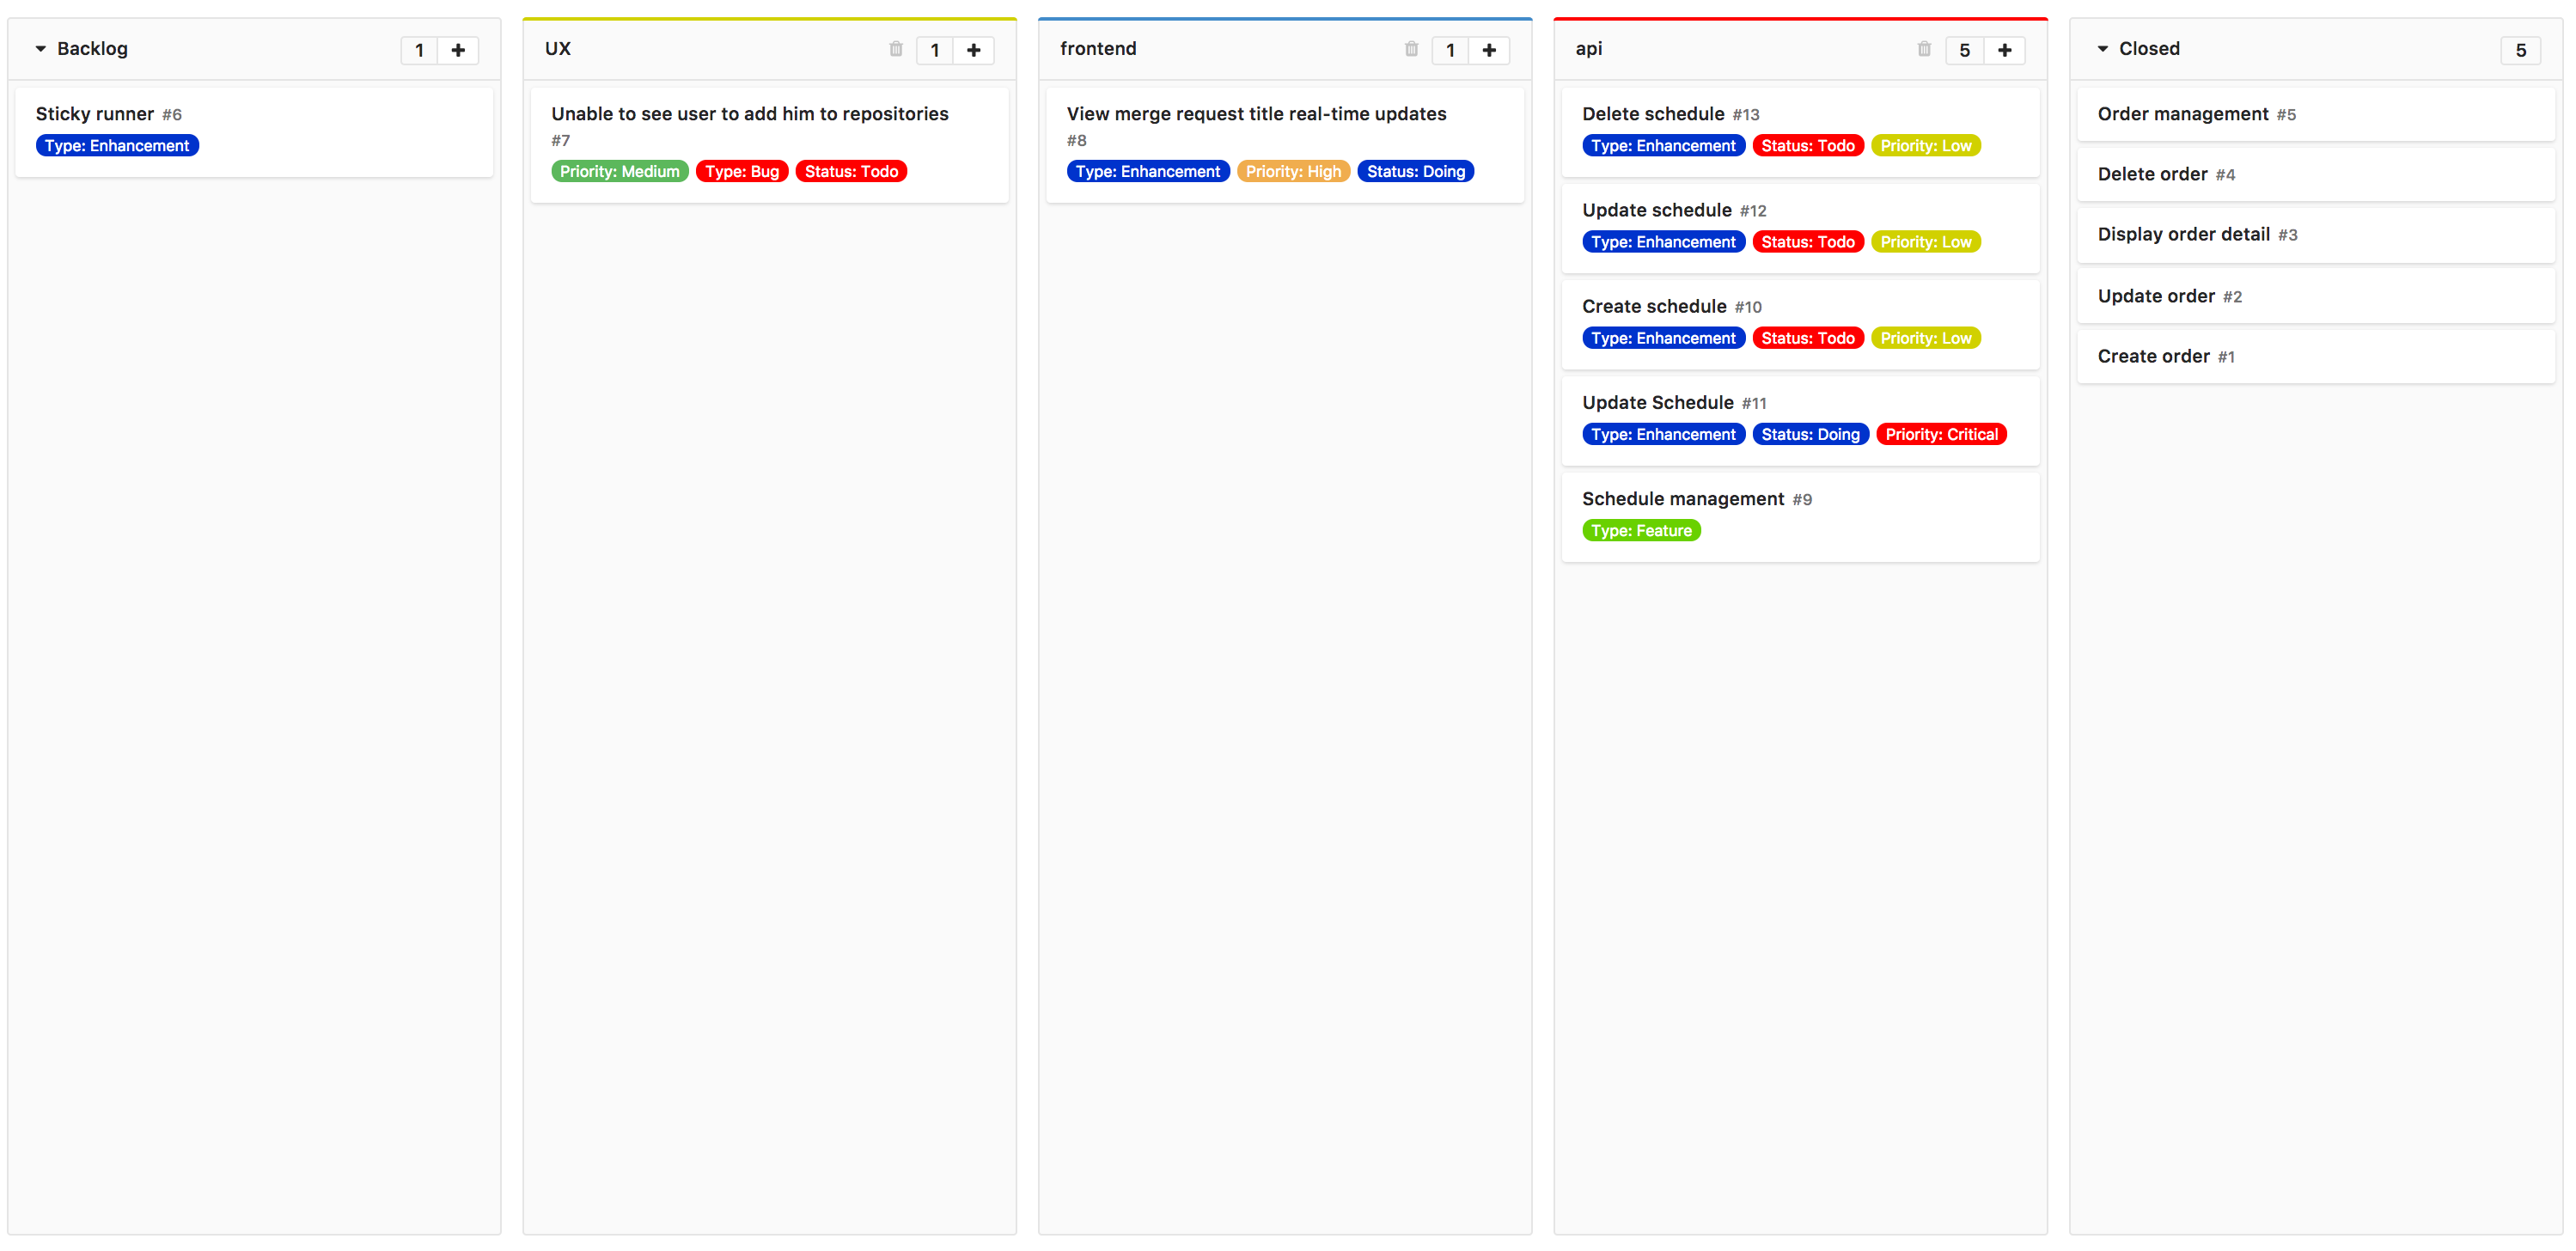 Backlog 1 +
Sticky runner #6
Type: Enhancement
UX 1 +
Unable to see user to add him to repositories
#7
Priority: Medium Type: Bug Status: Todo
frontend 1 +
View merge request title real-time updates
#8
Type: Enhancement Priority: High Status: Doing
api 5 +
Delete schedule #13
Type: Enhancement Status: Todo Priority: Low
Update schedule #12
Type: Enhancement Status: Todo Priority: Low
Create schedule #10
Type: Enhancement Status: Todo Priority: Low
Update Schedule #11
Type: Enhancement Status: Doing Priority: Critical
Schedule management #9
Type: Feature
Closed 5
Order management #5
Delete order #4
Display order detail #3
Update order #2
Create order #1